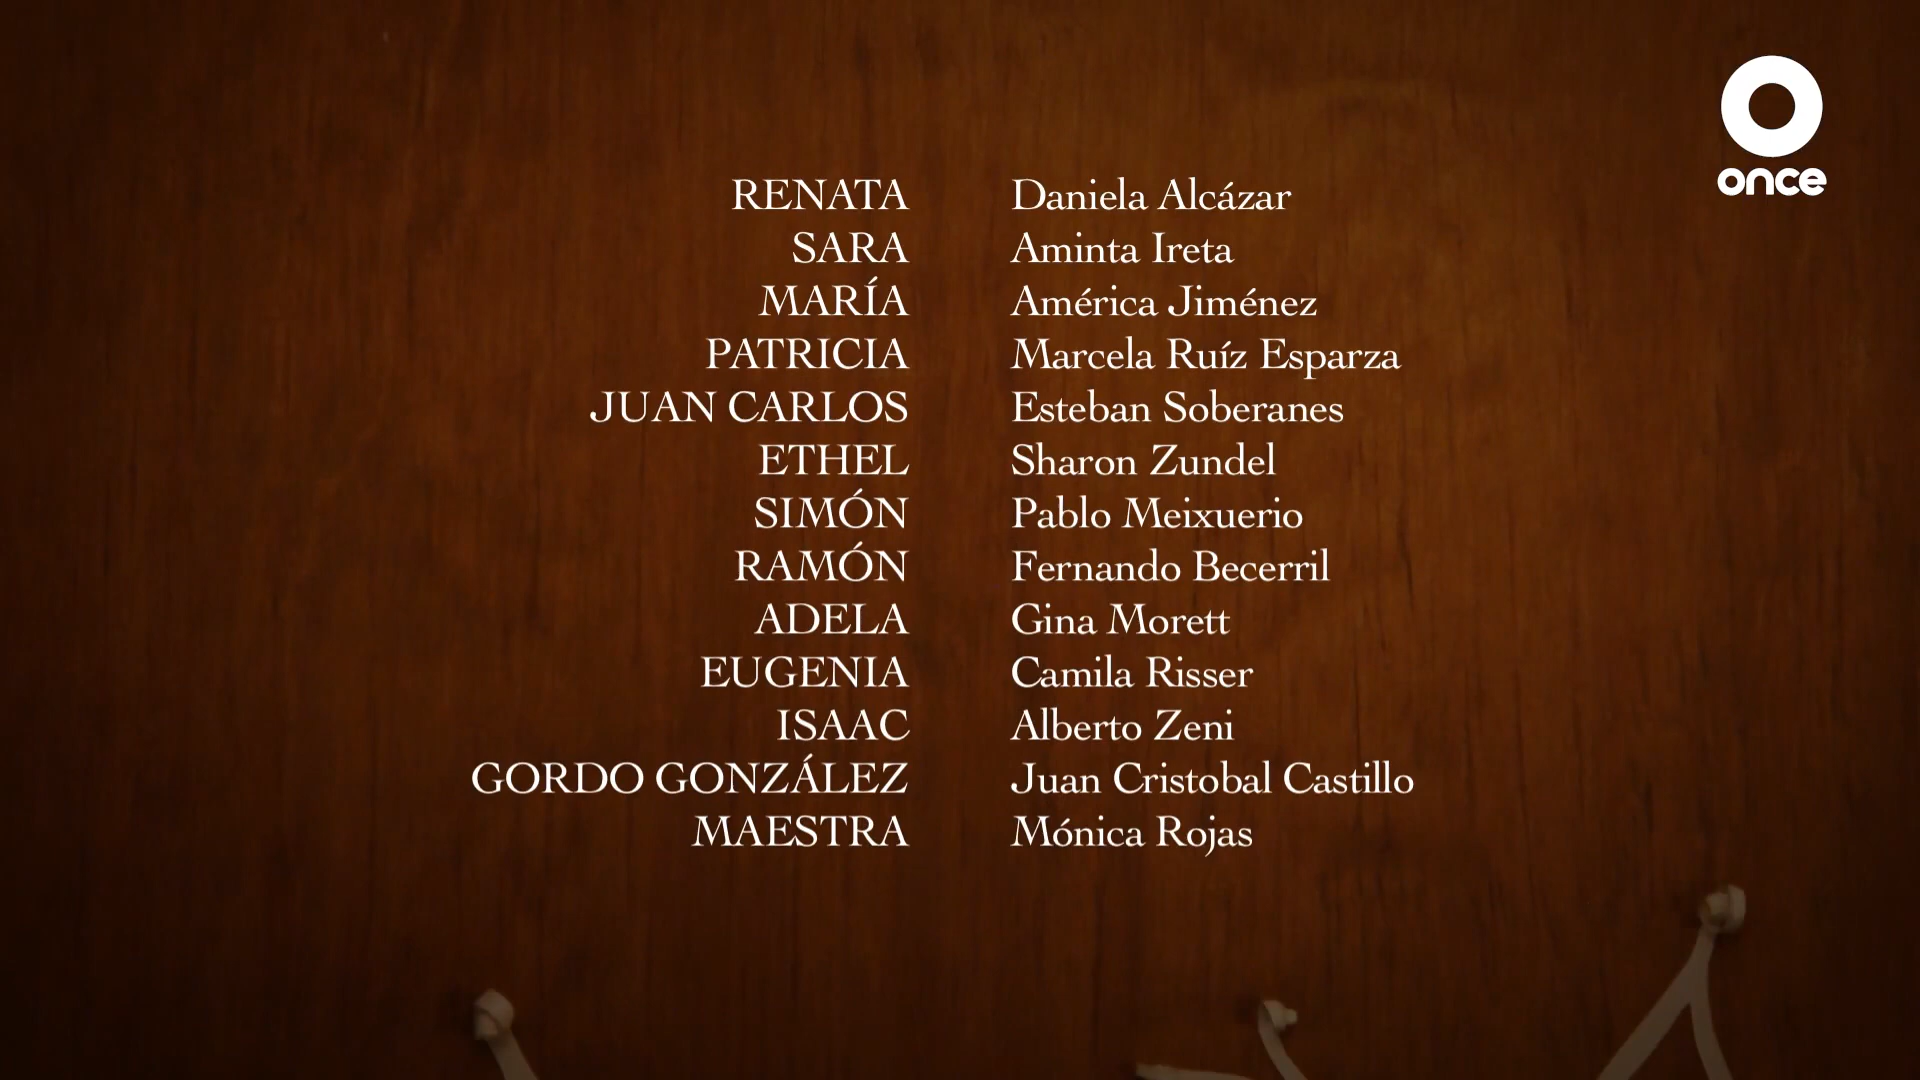 once
RENATA Daniela Alcázar
SARA Aminta Ireta
MARÍA América Jiménez
PATRICIA Marcela Ruíz Esparza
JUAN CARLOS Esteban Soberanes
ETHEL Sharon Zundel
SIMÓN Pablo Meixuerio
RAMÓN Fernando Becerril
ADELA Gina Morett
EUGENIA Camila Risser
ISAAC Alberto Zeni
GORDO GONZÁLEZ Juan Cristobal Castillo
MAESTRA Mónica Rojas